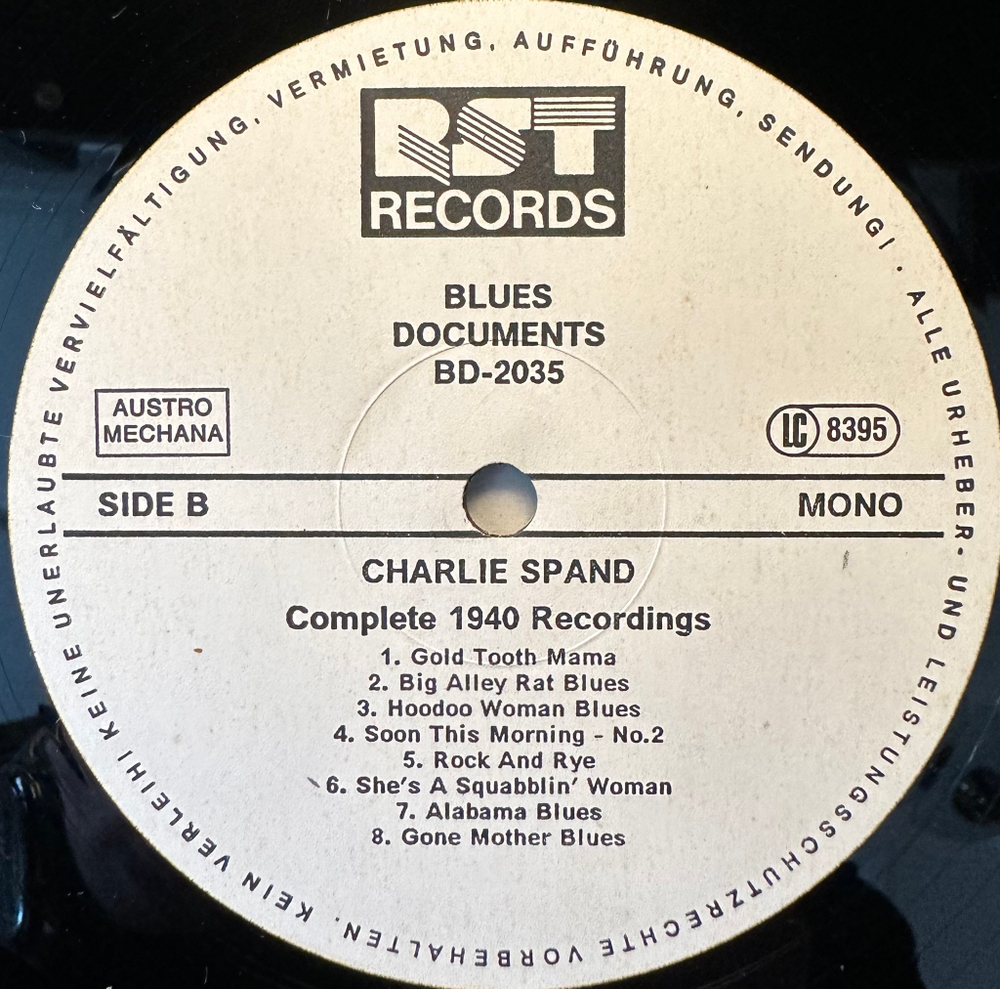 RST
RECORDS
BLUES
DOCUMENTS
BD-2035
AUSTRO
MECHANA
LC 8395
SIDE B
MONO
CHARLIE SPAND
Complete 1940 Recordings
1. Gold Tooth Mama
2. Big Alley Rat Blues
3. Hoodoo Woman Blues
4. Soon This Morning - No.2
5. Rock And Rye
6. She's A Squabblin' Woman
7. Alabama Blues
8. Gone Mother Blues
ALLE URHEBER- UND LEISTUNGSSCHUTZRECHTE VORBEHALTEN. KEIN VERLEIH! KEINE UNERLAUBTE VERVIELFÄLTIGUNG, VERMIETUNG, AUFFÜHRUNG, SENDUNG! ·